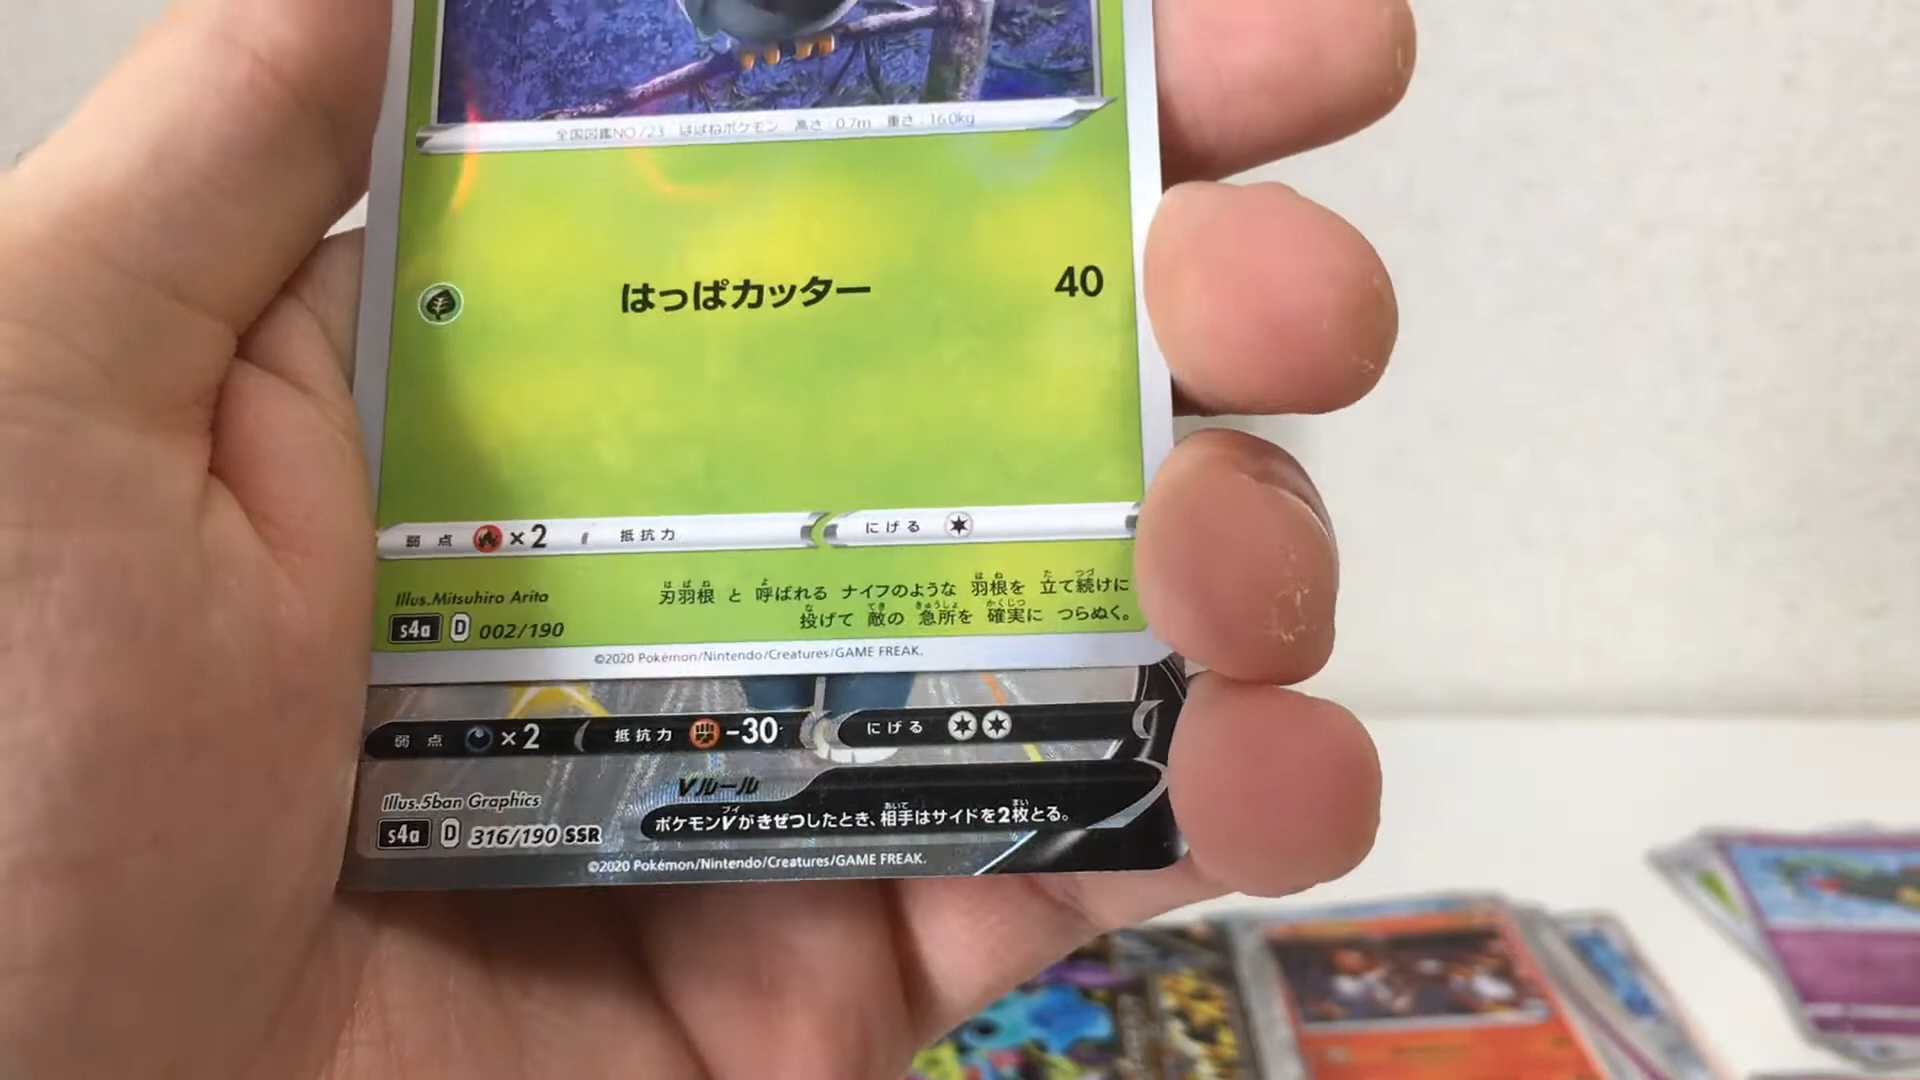 全国図鑑NO.723 はばねポケモン 高さ：0.7m 重さ：16.0kg
はっぱカッター 40
弱点 ×2 抵抗力 にげる
Illus.Mitsuhiro Arita
刃羽根と呼ばれる ナイフのような 羽根を 立て続けに
投げて 敵の 急所を 確実に つらぬく。
s4a D 002/190
©2020 Pokémon/Nintendo/Creatures/GAME FREAK.
弱点 ×2 抵抗力 -30 にげる
Vルール
Illus.5ban Graphics
ポケモンVがきぜつしたとき、相手はサイドを2枚とる。
s4a D 316/190 SSR
©2020 Pokémon/Nintendo/Creatures/GAME FREAK.